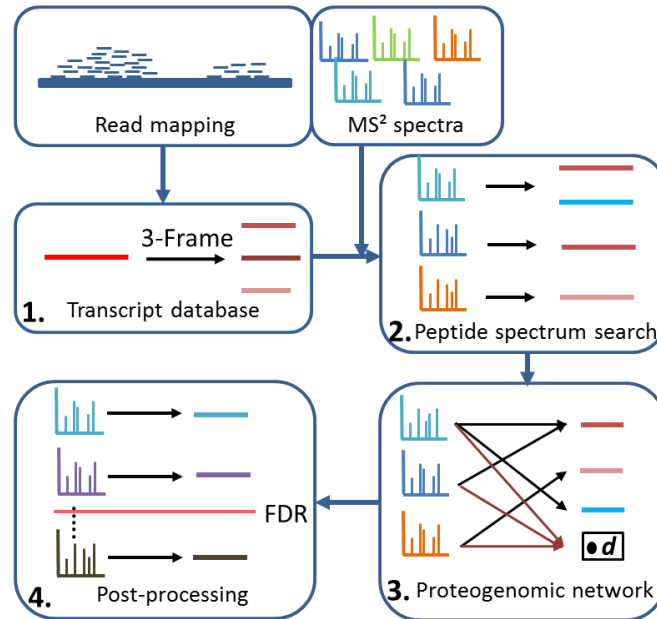 Read mapping
MS² spectra
3-Frame
1. Transcript database
2. Peptide spectrum search
FDR
4. Post-processing
d
3. Proteogenomic network